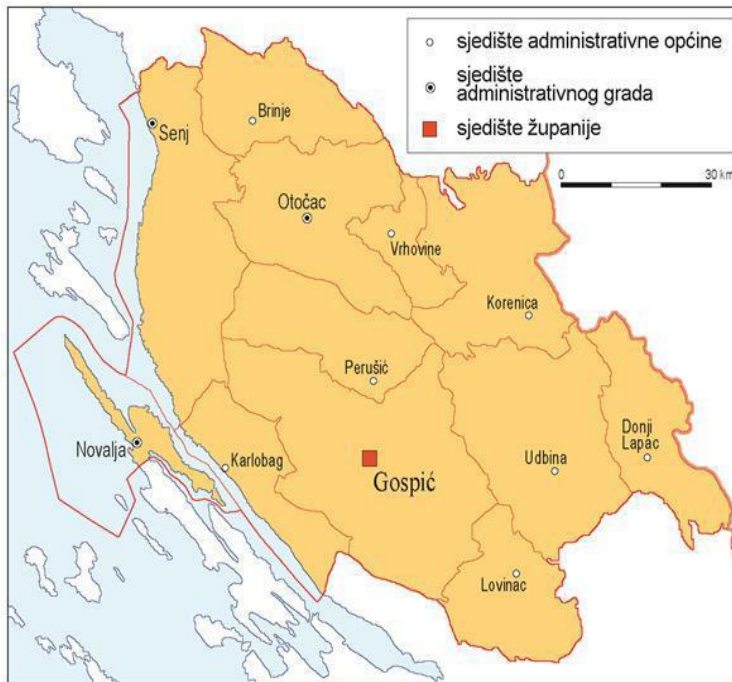 sjedište administrativne općine
sjedište
administrativnog grada
sjedište županije
0 30 km
Brinje
Senj
Otočac
Vrhovine
Korenica
Perušić
Novalja
Karlobag
Gospić
Udbina
Donji
Lapac
Lovinac